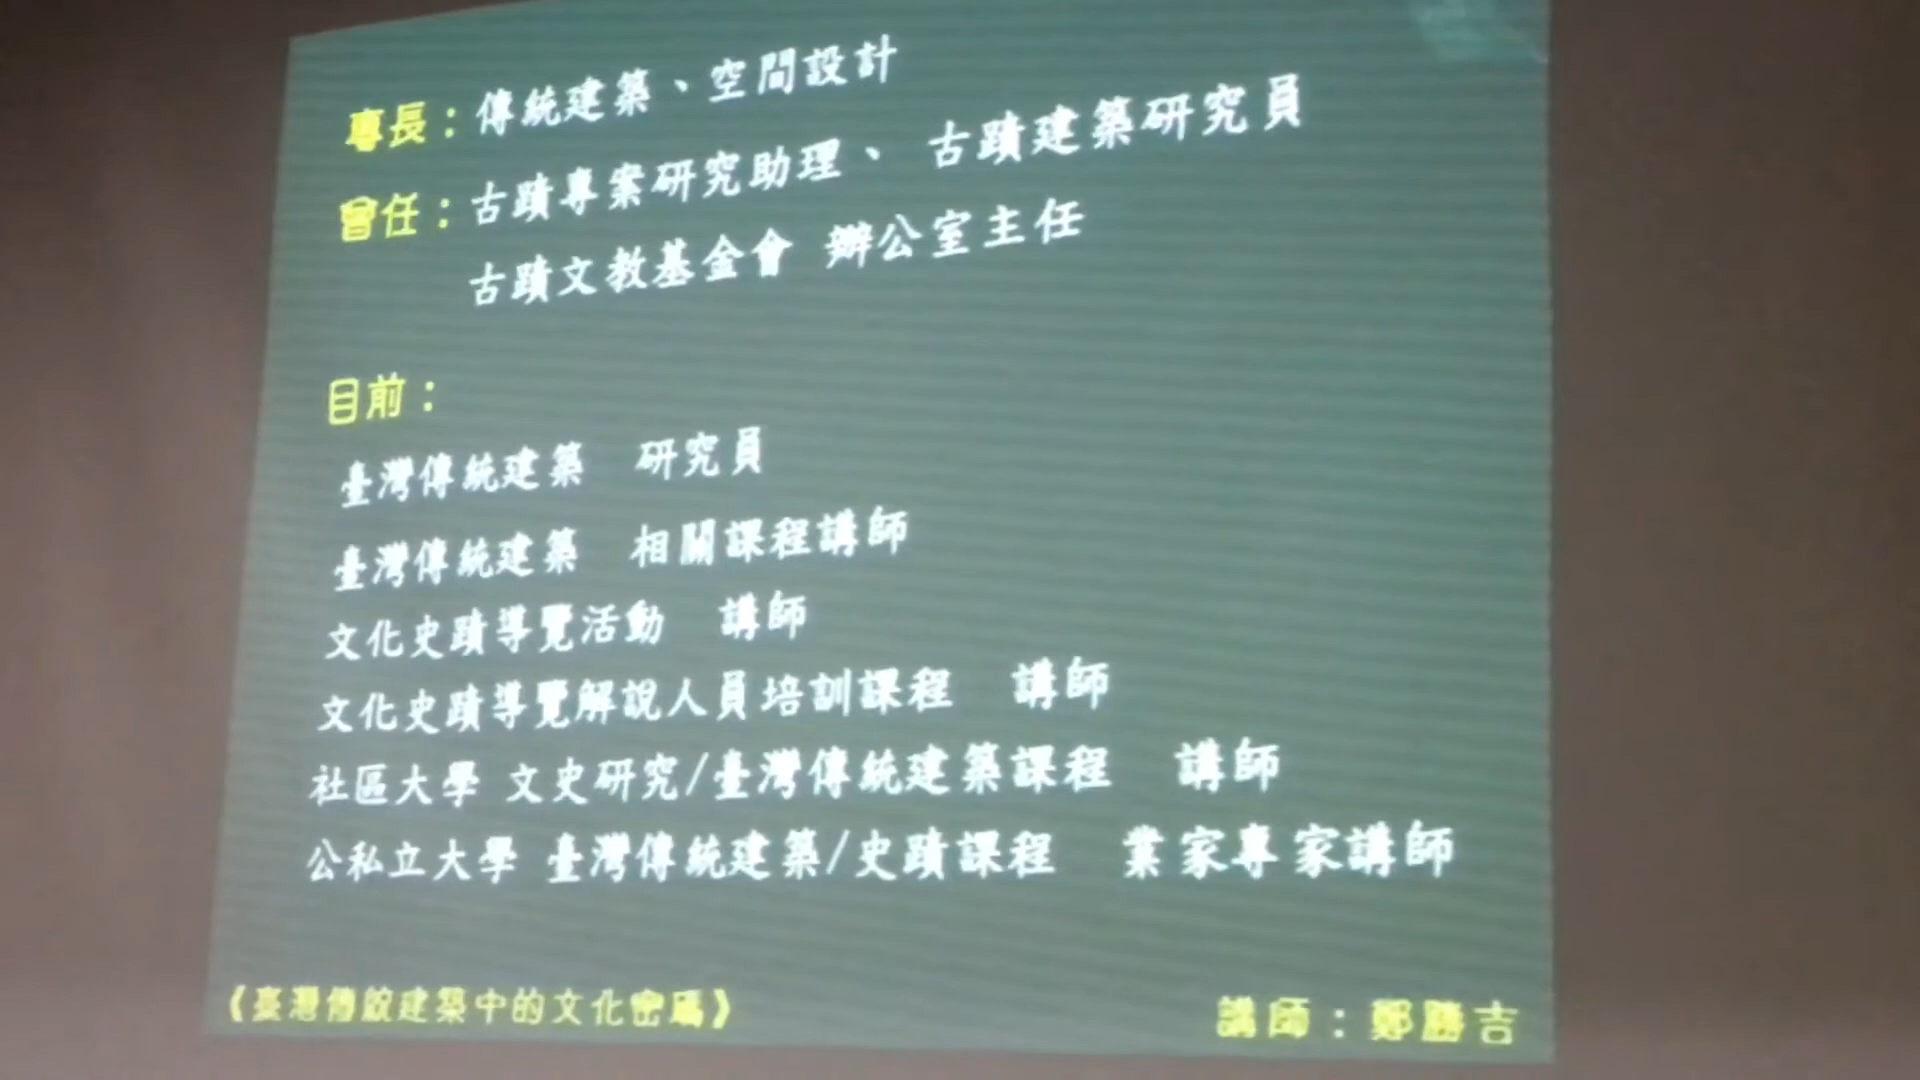 專長：傳統建築、空間設計
曾任：古蹟專案研究助理、 古蹟建築研究員
古蹟文教基金會 辦公室主任
目前：
臺灣傳統建築 研究員
臺灣傳統建築 相關課程講師
文化史蹟導覽活動 講師
文化史蹟導覽解說人員培訓課程 講師
社區大學 文史研究/臺灣傳統建築課程 講師
公私立大學 臺灣傳統建築/史蹟課程 業家專家講師
《臺灣傳統建築中的文化密碼》
講師：鄭勝吉